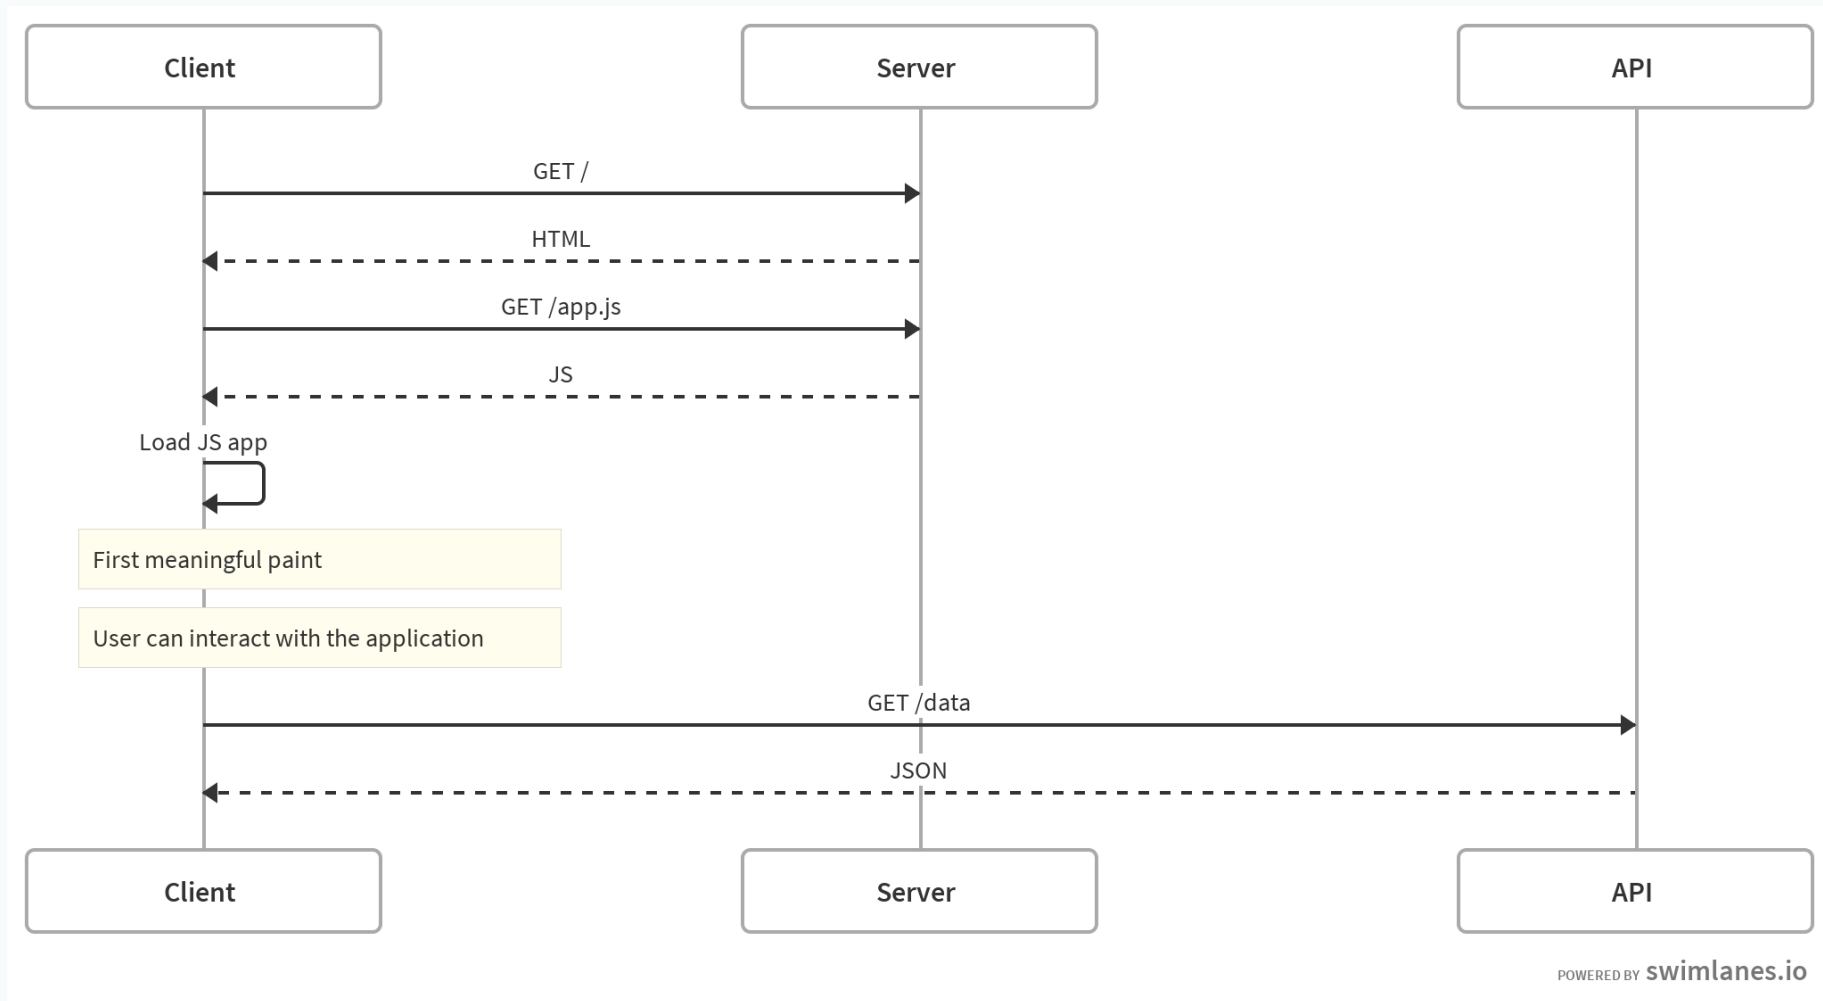 Client
Server
API
GET /
HTML
GET /app.js
JS
Load JS app
First meaningful paint
User can interact with the application
GET /data
JSON
Client
Server
API
POWERED BY swimlanes.io